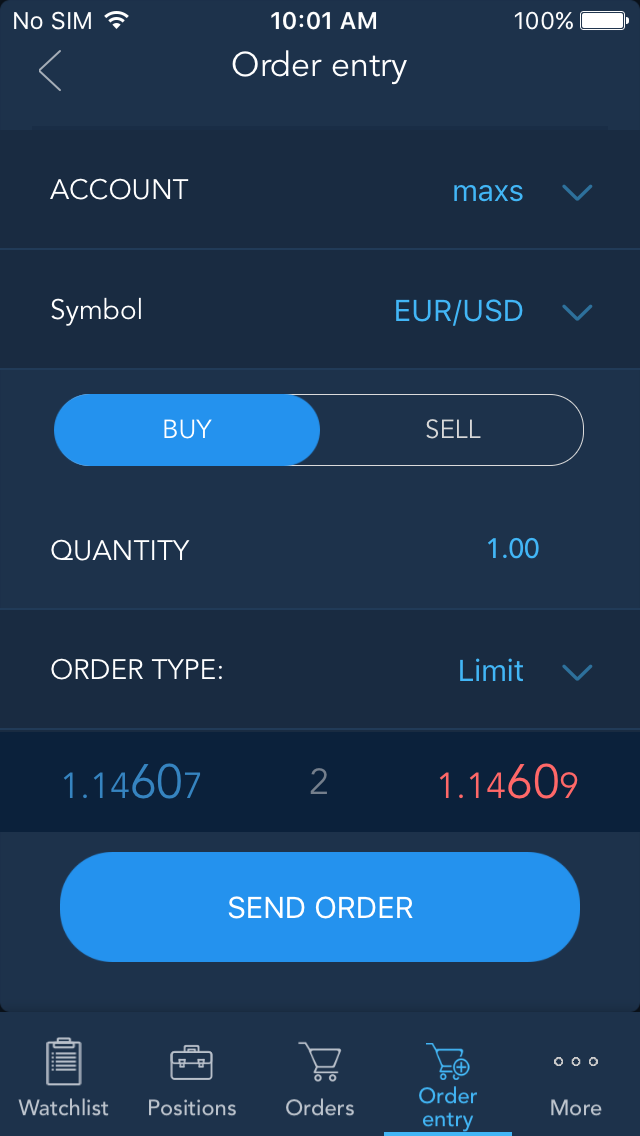 No SIM 10:01 AM 100%
Order entry
ACCOUNT maxs
Symbol EUR/USD
BUY SELL
QUANTITY 1.00
ORDER TYPE: Limit
1.14607 2 1.14609
SEND ORDER
Watchlist Positions Orders Order entry More